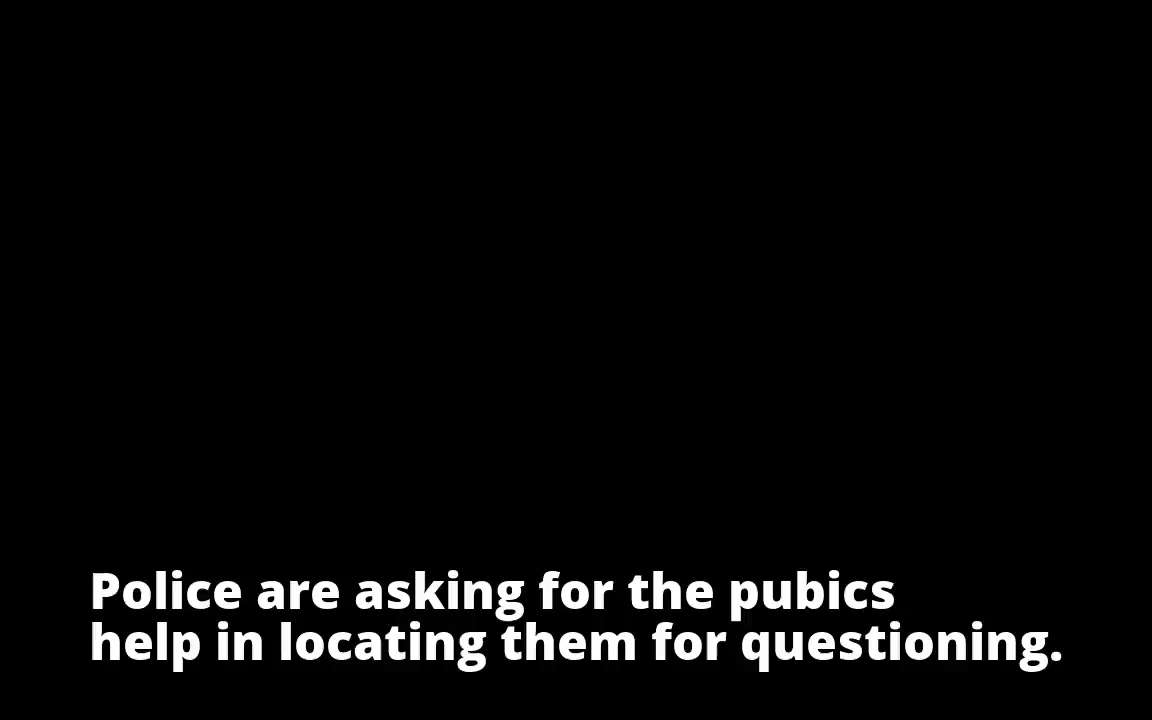 Police are asking for the pubics
help in locating them for questioning.